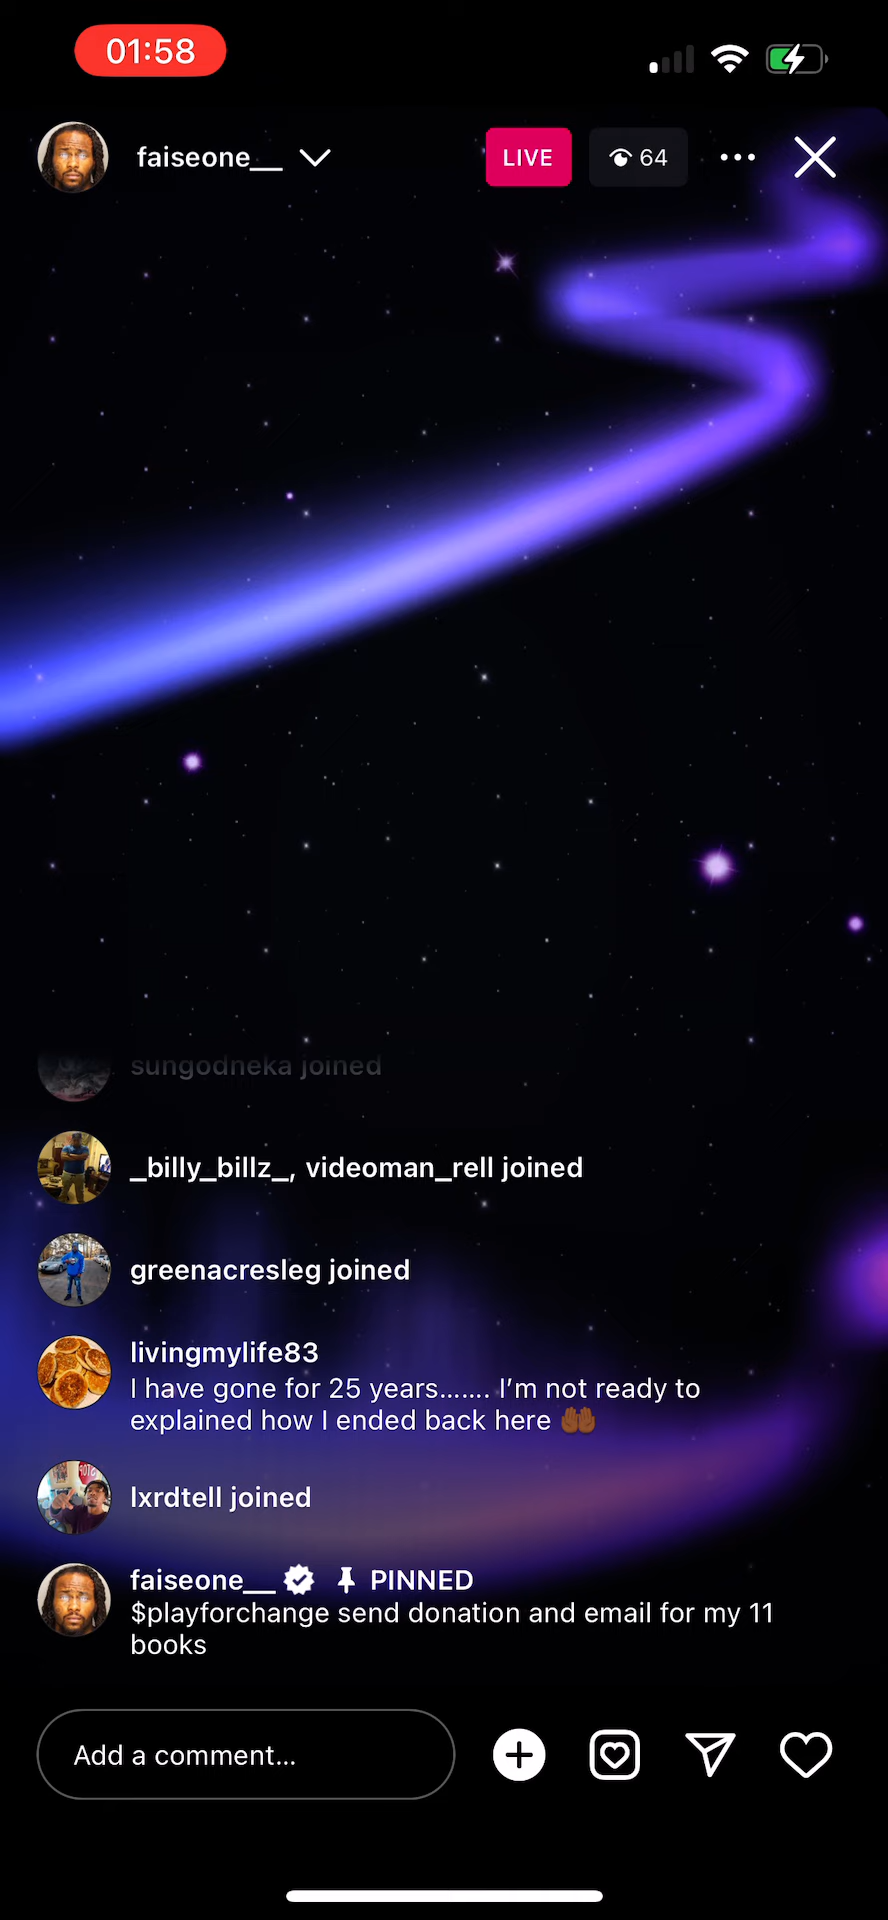 01:58
faiseone__
LIVE
64
sungodneka joined
_billy_billz_, videoman_rell joined
greenacresleg joined
livingmylife83
I have gone for 25 years....... I'm not ready to
explained how I ended back here 🤲🏾
lxrdtell joined
faiseone__ PINNED
$playforchange send donation and email for my 11
books
Add a comment...